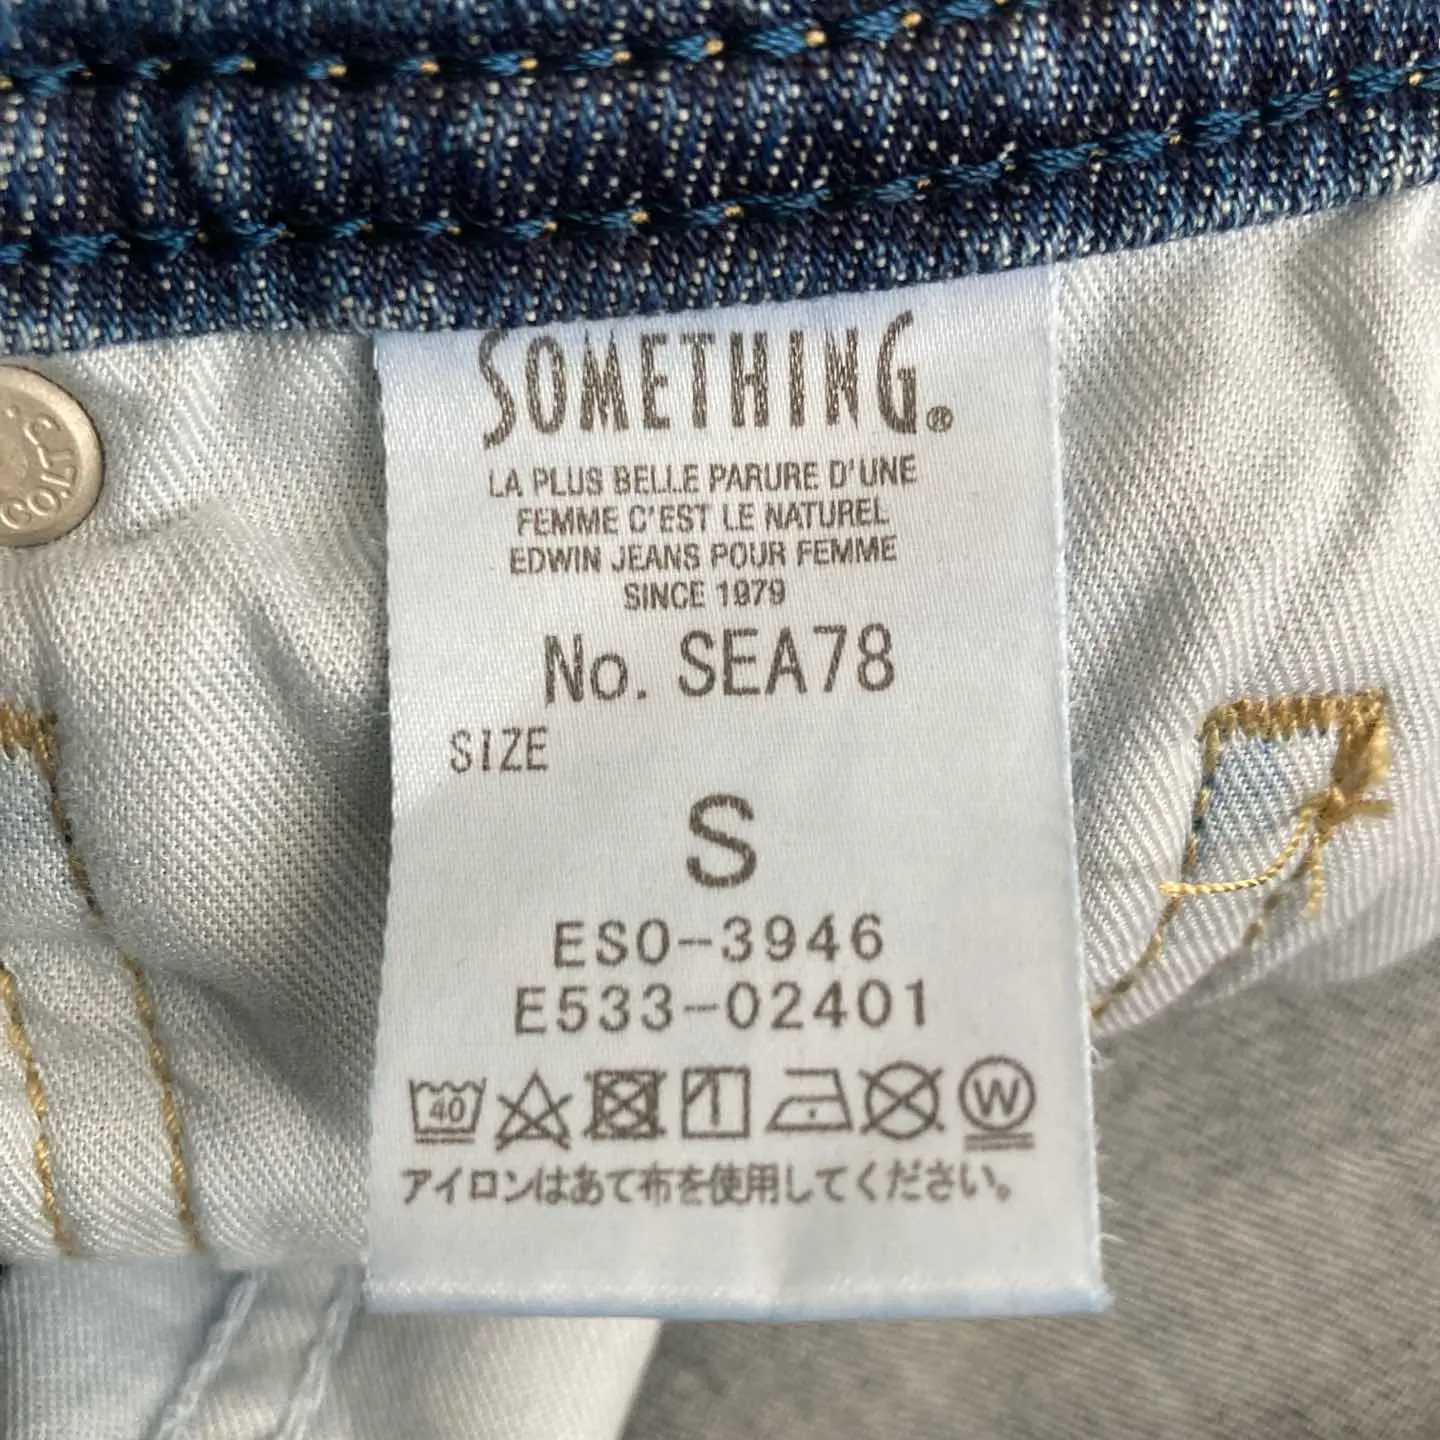 SOMETHING®
LA PLUS BELLE PARURE D'UNE
FEMME C'EST LE NATUREL
EDWIN JEANS POUR FEMME
SINCE 1979
No. SEA78
SIZE
S
ESO-3946
E533-02401
40
W
アイロンはあて布を使用してください。